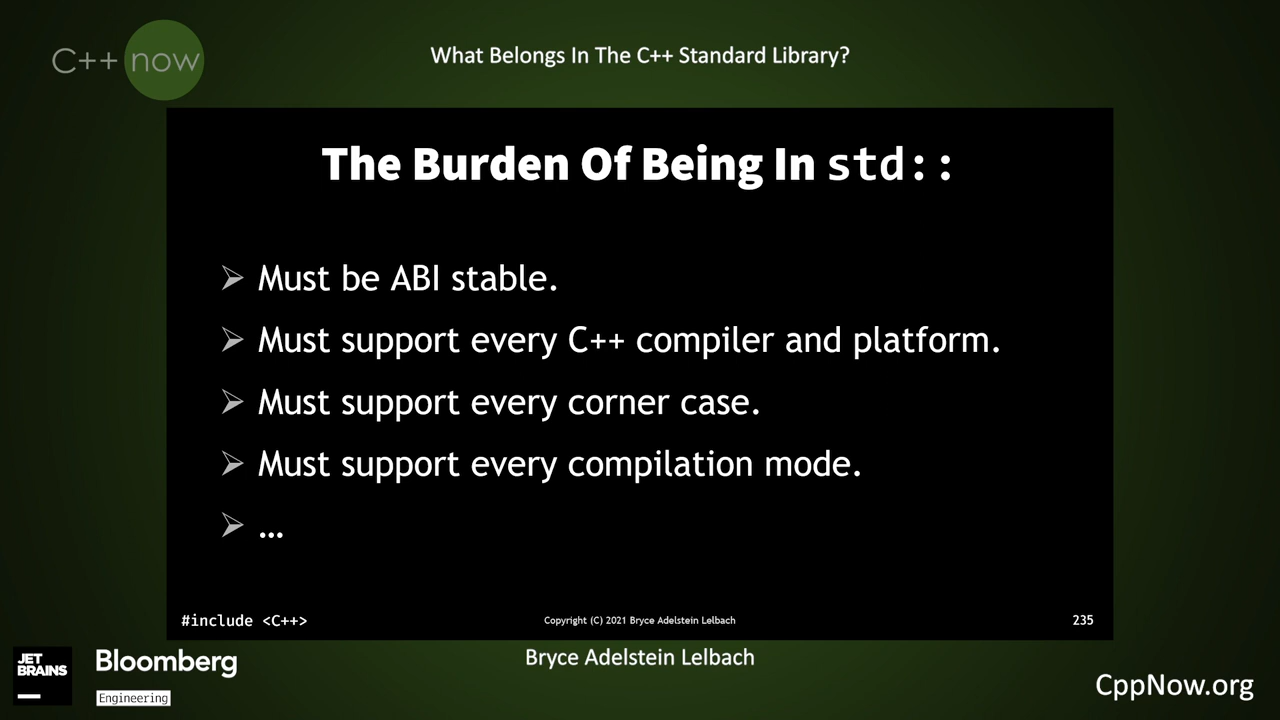 C++ now
What Belongs In The C++ Standard Library?
The Burden Of Being In std::
Must be ABI stable.
Must support every C++ compiler and platform.
Must support every corner case.
Must support every compilation mode.
...
#include <C++>
Copyright (C) 2021 Bryce Adelstein Lelbach
235
JET
BRAINS
Bloomberg
Engineering
Bryce Adelstein Lelbach
CppNow.org